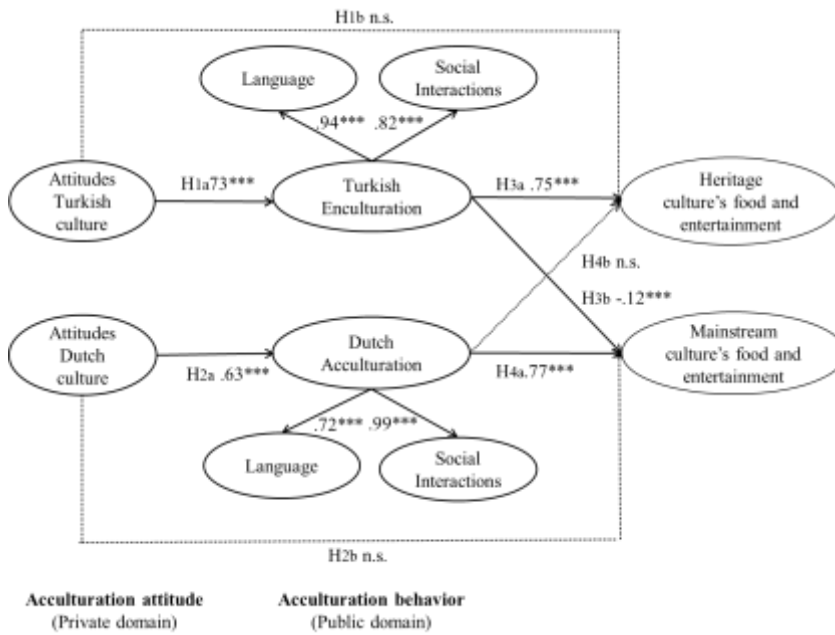 H1b n.s.
Language
Social
Interactions
.94*** .82***
Attitudes
Turkish
culture
H1a73***
Turkish
Enculturation
H3a .75***
Heritage
culture's food and
entertainment
H4b n.s.
H3b -.12***
Attitudes
Dutch
culture
H2a .63***
Dutch
Acculturation
H4a.77***
Mainstream
culture's food and
entertainment
.72*** .99***
Language
Social
Interactions
H2b n.s.
Acculturation attitude
(Private domain)
Acculturation behavior
(Public domain)